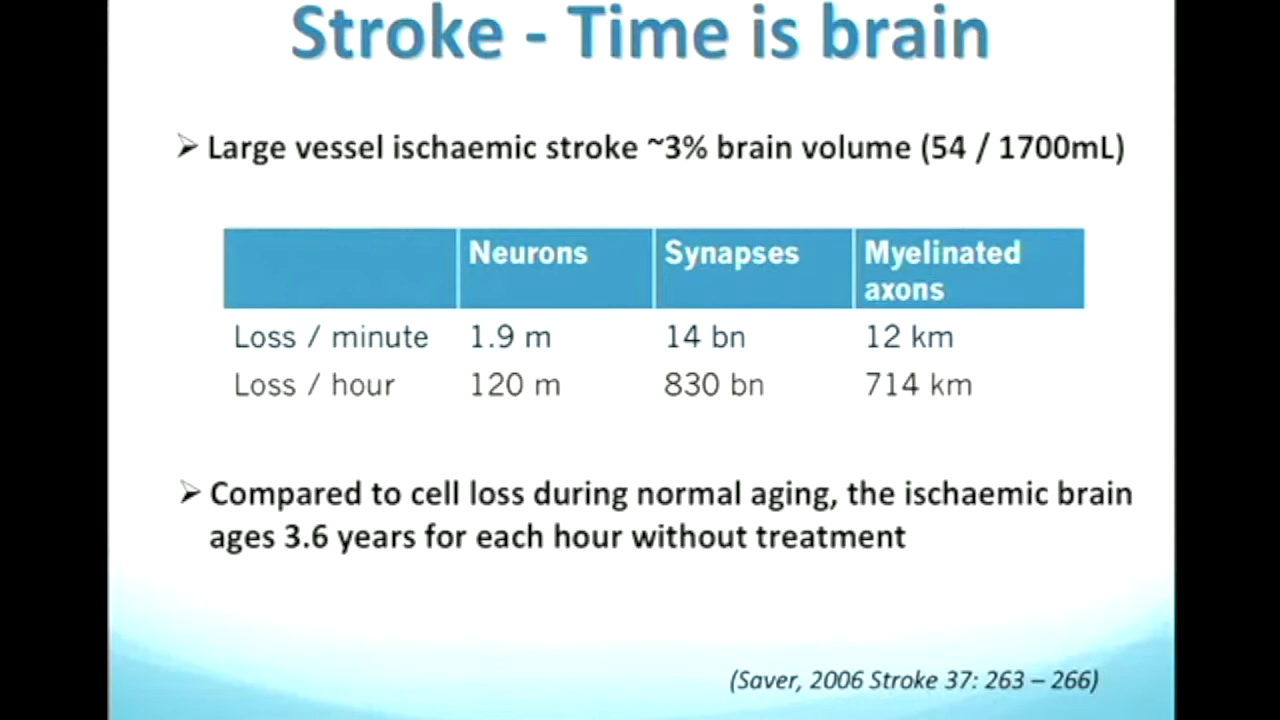 Stroke - Time is brain
➢ Large vessel ischaemic stroke ~3% brain volume (54 / 1700mL)
Neurons Synapses Myelinated
axons
Loss / minute 1.9 m 14 bn 12 km
Loss / hour 120 m 830 bn 714 km
➢ Compared to cell loss during normal aging, the ischaemic brain
ages 3.6 years for each hour without treatment
(Saver, 2006 Stroke 37: 263 – 266)